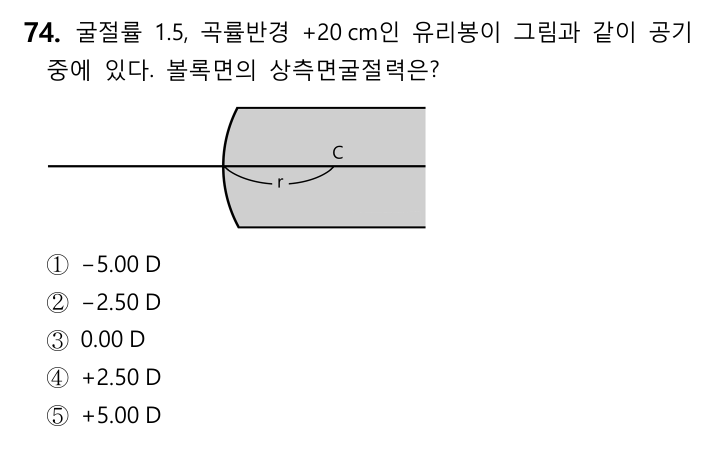 74. 굴절률 1.5, 곡률반경 +20 cm인 유리봉이 그림과 같이 공기
중에 있다. 볼록면의 상측면굴절력은?
C
r
① −5.00 D
② −2.50 D
③ 0.00 D
④ +2.50 D
⑤ +5.00 D